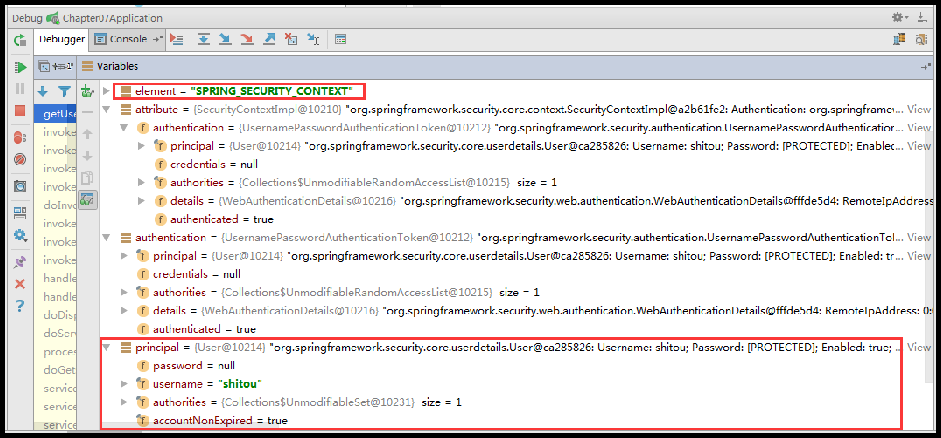 Debug Chapter07Application
Debugger Console
Variables
element = "SPRING_SECURITY_CONTEXT"
getUse
attribute = {SecurityContextImpl@10210} "org.springframework.security.core.context.SecurityContextImpl@a2b61fe2: Authentication: org.springframew... View
invoke
authentication = {UsernamePasswordAuthenticationToken@10212} "org.springframework.security.authentication.UsernamePasswordAuthentication... View
invoke
principal = {User@10214} "org.springframework.security.core.userdetails.User@ca285826: Username: shitou; Password: [PROTECTED]; Enabled... View
invoke
credentials = null
invoke
authorities = {Collections$UnmodifiableRandomAccessList@10215} size = 1
invoke
details = {WebAuthenticationDetails@10216} "org.springframework.security.web.authentication.WebAuthenticationDetails@fffde5d4: RemoteIpAddress... View
doInvo
authenticated = true
invoke
authentication = {UsernamePasswordAuthenticationToken@10212} "org.springframework.security.authentication.UsernamePasswordAuthenticationTol... View
invoke
principal = {User@10214} "org.springframework.security.core.userdetails.User@ca285826: Username: shitou; Password: [PROTECTED]; Enabled: tr... View
invoke
credentials = null
handle
authorities = {Collections$UnmodifiableRandomAccessList@10215} size = 1
handle
details = {WebAuthenticationDetails@10216} "org.springframework.security.web.authentication.WebAuthenticationDetails@fffde5d4: RemoteIpAddress: 0:0... View
doDisp
authenticated = true
doServ
principal = {User@10214} "org.springframework.security.core.userdetails.User@ca285826: Username: shitou; Password: [PROTECTED]; Enabled: true; ... View
proces
password = null
doGet
username = "shitou"
service
authorities = {Collections$UnmodifiableSet@10231} size = 1
service
accountNonExpired = true
service